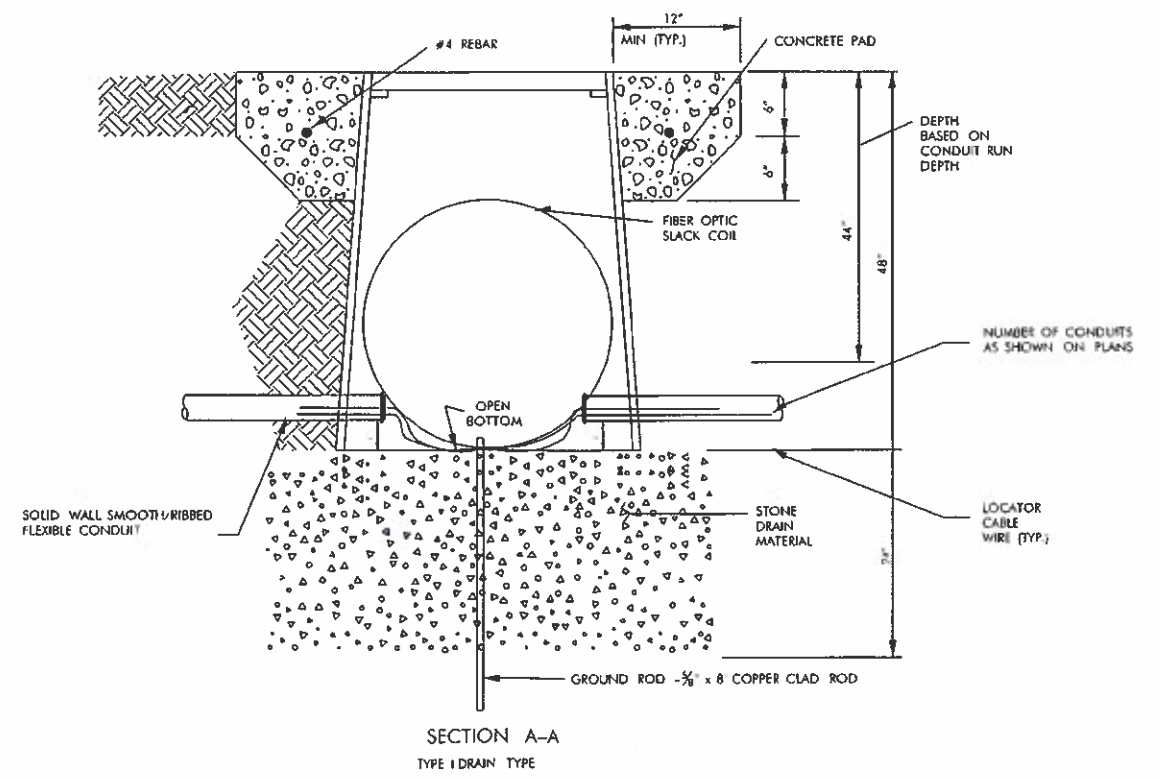 12"
MIN (TYP.)
#4 REBAR
CONCRETE PAD
6"
6"
DEPTH
BASED ON
CONDUIT RUN
DEPTH
FIBER OPTIC
SLACK COIL
44"
48"
NUMBER OF CONDUITS
AS SHOWN ON PLANS
OPEN
BOTTOM
SOLID WALL SMOOTH/RIBBED
FLEXIBLE CONDUIT
STONE
DRAIN
MATERIAL
LOCATOR
CABLE
WIRE (TYP.)
24"
GROUND ROD -5/8" x 8 COPPER CLAD ROD
SECTION A-A
TYPE I DRAIN TYPE